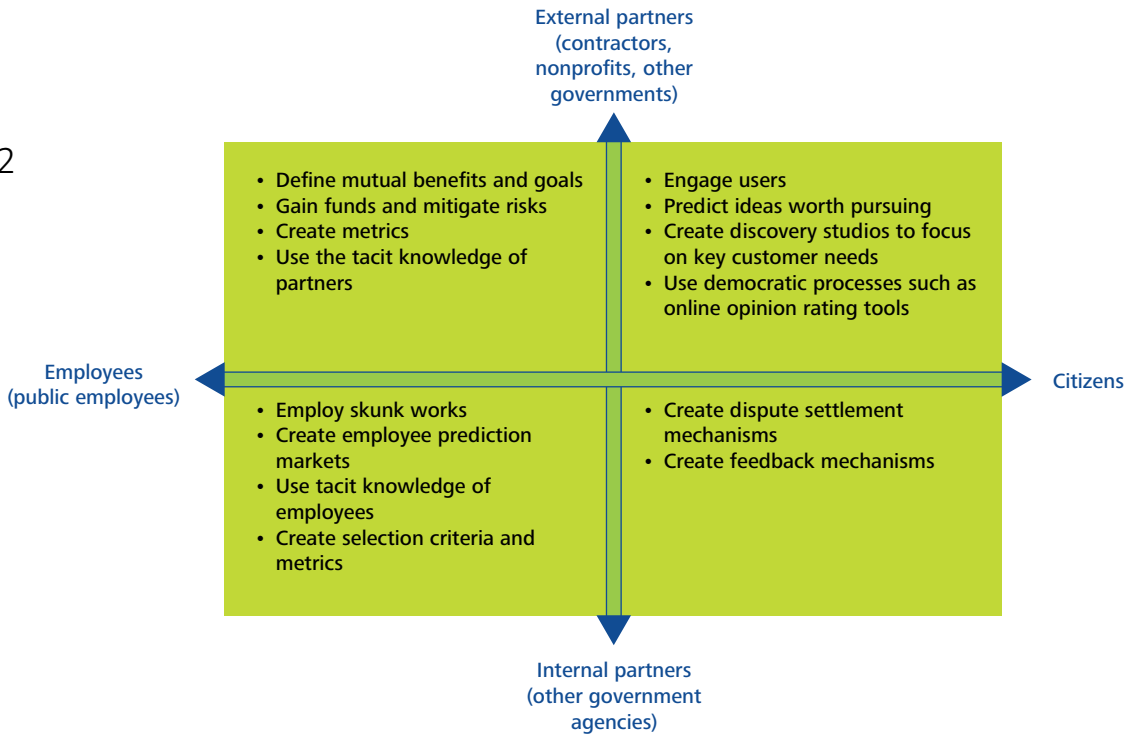 External partners
(contractors,
nonprofits, other
governments)
2
• Define mutual benefits and goals
• Gain funds and mitigate risks
• Create metrics
• Use the tacit knowledge of
partners
• Engage users
• Predict ideas worth pursuing
• Create discovery studios to focus
on key customer needs
• Use democratic processes such as
online opinion rating tools
Employees
(public employees)
Citizens
• Employ skunk works
• Create employee prediction
markets
• Use tacit knowledge of
employees
• Create selection criteria and
metrics
• Create dispute settlement
mechanisms
• Create feedback mechanisms
Internal partners
(other government
agencies)